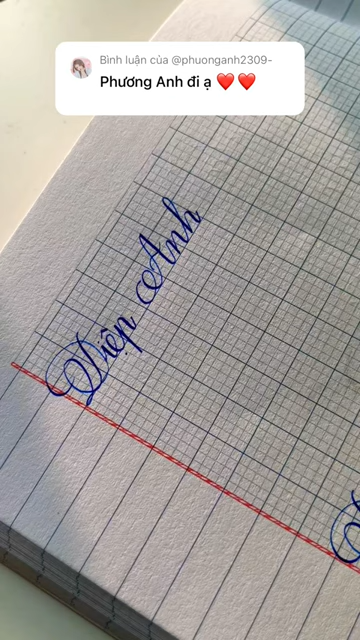 Bình luận của @phuonganh2309-
Phương Anh đi ạ ❤️❤️
Diệp Anh